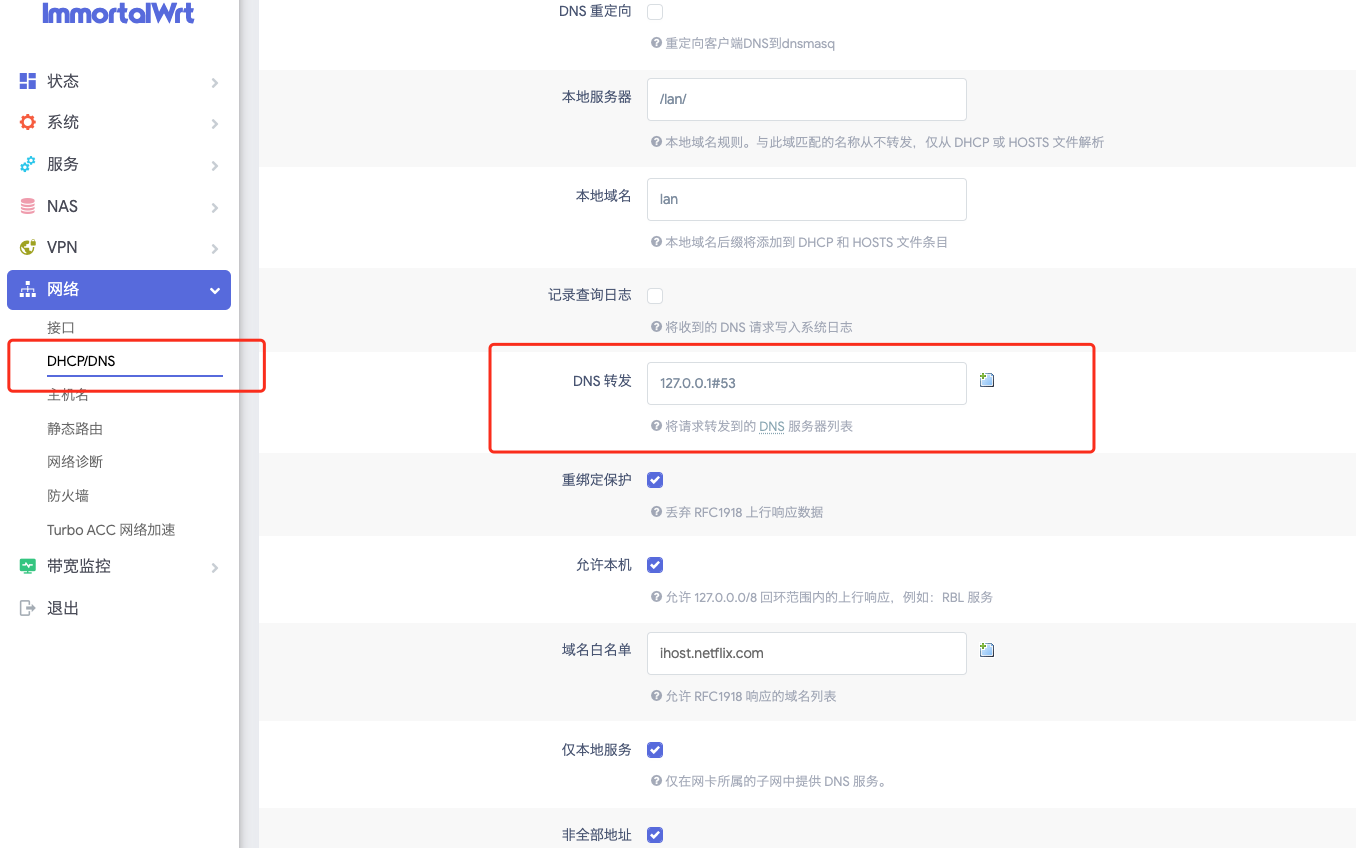 ImmortalWrt
状态
系统
服务
NAS
VPN
网络
接口
DHCP/DNS
主机名
静态路由
网络诊断
防火墙
Turbo ACC 网络加速
带宽监控
退出
DNS 重定向
重定向客户端DNS到dnsmasq
本地服务器
/lan/
本地域名规则。与此域匹配的名称从不转发，仅从 DHCP 或 HOSTS 文件解析
本地域名
lan
本地域名后缀将添加到 DHCP 和 HOSTS 文件条目
记录查询日志
将收到的 DNS 请求写入系统日志
DNS 转发
127.0.0.1#53
将请求转发到的 DNS 服务器列表
重绑定保护
丢弃 RFC1918 上行响应数据
允许本机
允许 127.0.0.0/8 回环范围内的上行响应，例如：RBL 服务
域名白名单
ihost.netflix.com
允许 RFC1918 响应的域名列表
仅本地服务
仅在网卡所属的子网中提供 DNS 服务。
非全部地址